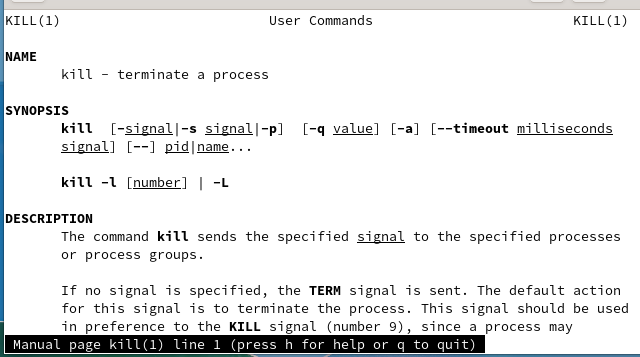 KILL(1) User Commands KILL(1)
NAME
kill - terminate a process
SYNOPSIS
kill [-signal|-s signal|-p] [-q value] [-a] [--timeout milliseconds
signal] [--] pid|name...
kill -l [number] | -L
DESCRIPTION
The command kill sends the specified signal to the specified processes
or process groups.
If no signal is specified, the TERM signal is sent. The default action
for this signal is to terminate the process. This signal should be used
in preference to the KILL signal (number 9), since a process may
Manual page kill(1) line 1 (press h for help or q to quit)